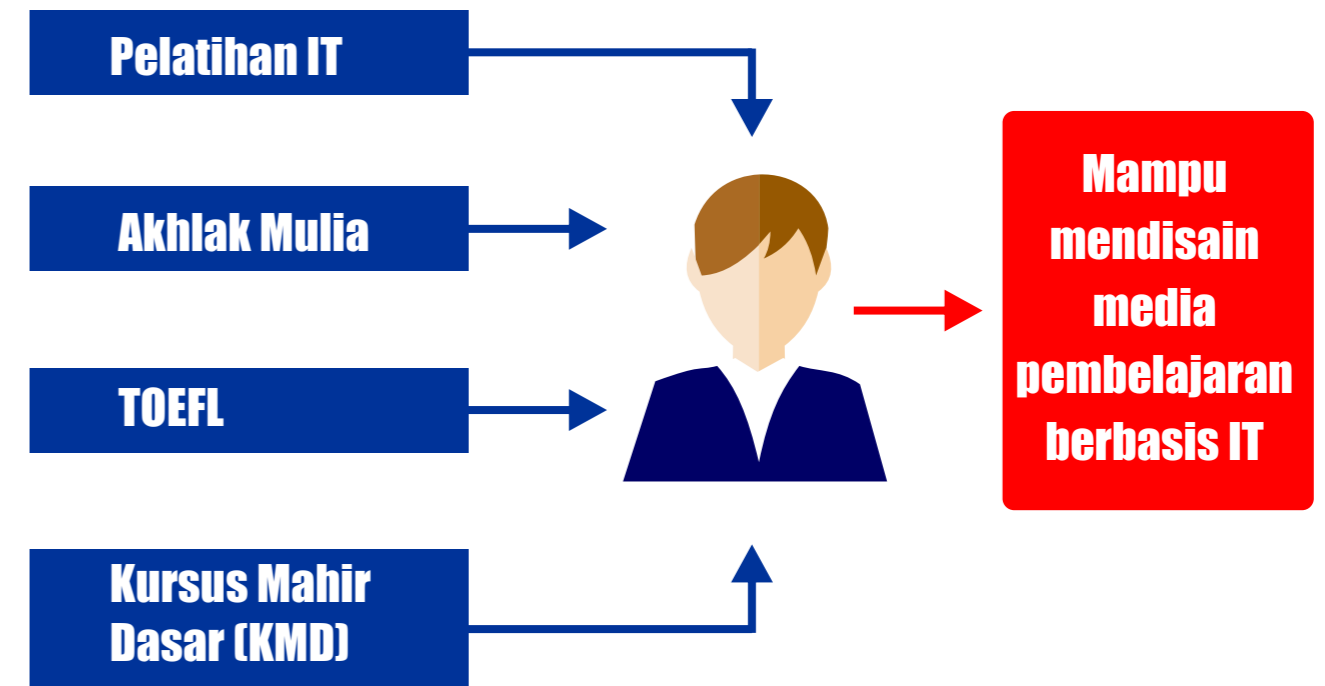 Pelatihan IT
Akhlak Mulia
TOEFL
Kursus Mahir
Dasar (KMD)
Mampu
mendisain
media
pembelajaran
berbasis IT